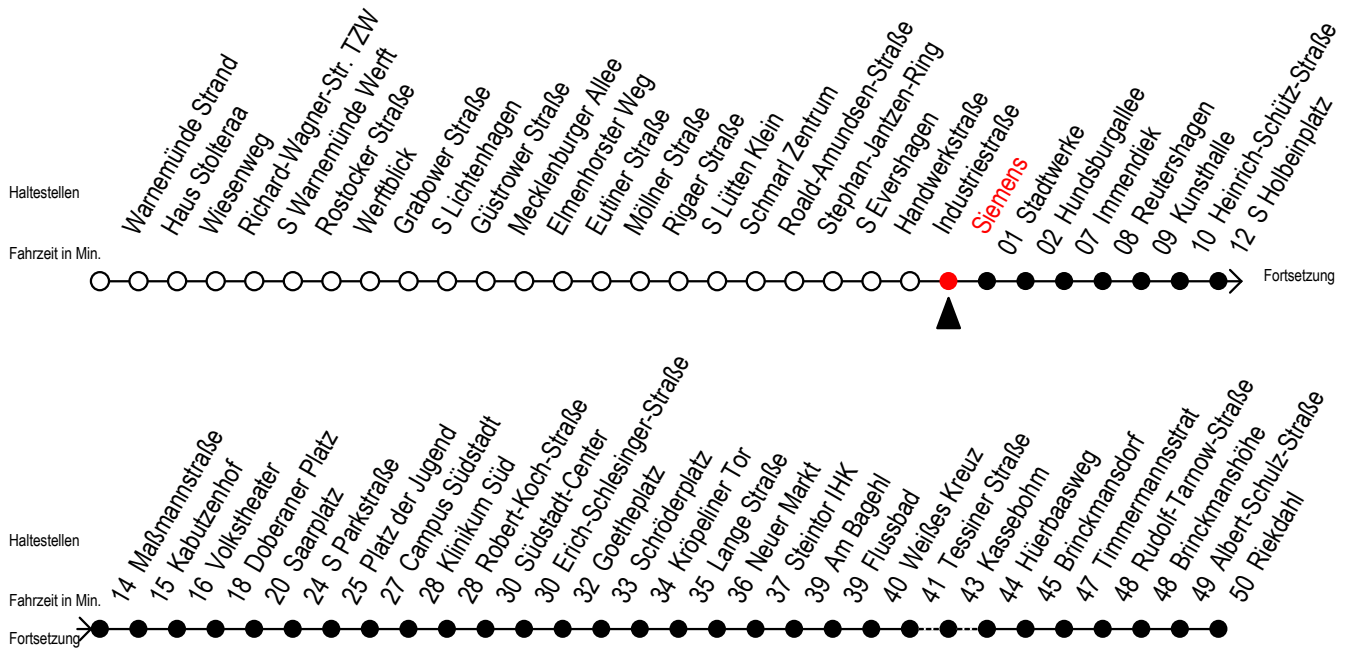 Haltestellen
Warnemünde Strand
Haus Stolteraa
Wiesenweg
Richard-Wagner-Str. TZW
S Warnemünde Werft
Rostocker Straße
Werftblick
Grabower Straße
S Lichtenhagen
Güstrower Straße
Mecklenburger Allee
Elmenhorster Weg
Eutiner Straße
Möllner Straße
Rigaer Straße
S Lütten Klein
Schmarl Zentrum
Roald-Amundsen-Straße
Stephan-Jantzen-Ring
S Evershagen
Handwerkstraße
Industriestraße
Siemens
Fahrzeit in Min.
01 Stadtwerke
02 Hundsburgallee
07 Immendiek
08 Reutershagen
09 Kunsthalle
10 Heinrich-Schütz-Straße
12 S Holbeinplatz
Fortsetzung
Haltestellen
Fahrzeit in Min.
Fortsetzung
14 Maßmannstraße
15 Kabutzenhof
16 Volkstheater
18 Doberaner Platz
20 Saarplatz
24 S Parkstraße
25 Platz der Jugend
27 Campus Südstadt
28 Klinikum Süd
28 Robert-Koch-Straße
30 Südstadt-Center
30 Erich-Schlesinger-Straße
32 Goetheplatz
33 Schröderplatz
34 Kröpeliner Tor
35 Lange Straße
36 Neuer Markt
37 Steintor IHK
39 Am Bagehl
39 Flussbad
40 Weißes Kreuz
41 Tessiner Straße
43 Kassebohm
44 Hüerbaasweg
45 Brinckmansdorf
47 Timmermannsstrat
48 Rudolf-Tarnow-Straße
48 Brinckmanshöhe
49 Albert-Schulz-Straße
50 Riekdahl